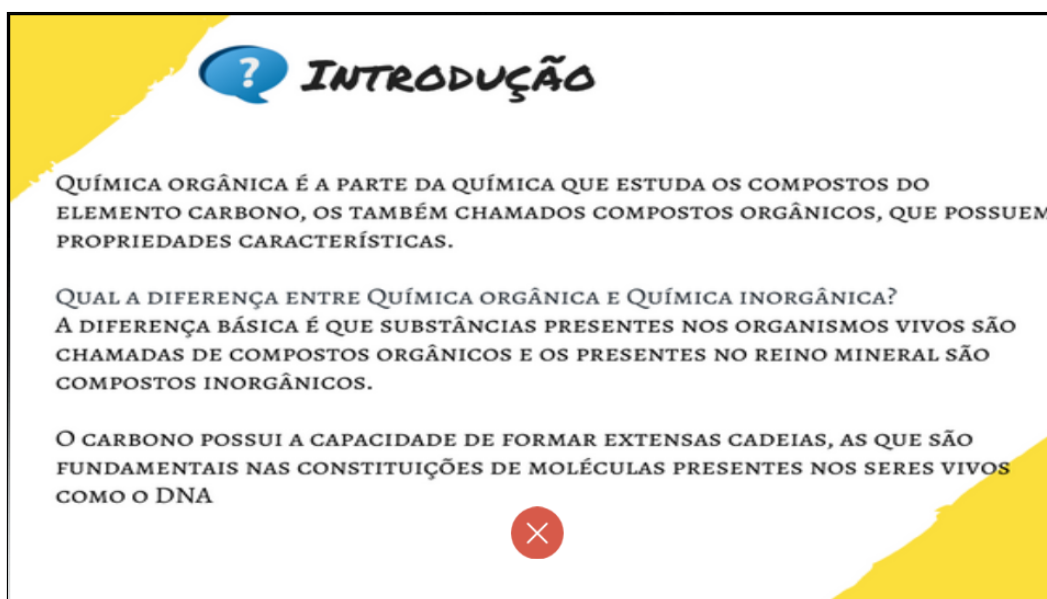 ?
Introdução
Química orgânica é a parte da química que estuda os compostos do
elemento carbono, os também chamados compostos orgânicos, que possuem
propriedades características.
Qual a diferença entre Química orgânica e Química inorgânica?
A diferença básica é que substâncias presentes nos organismos vivos são
chamadas de compostos orgânicos e os presentes no reino mineral são
compostos inorgânicos.
O carbono possui a capacidade de formar extensas cadeias, as que são
fundamentais nas constituições de moléculas presentes nos seres vivos
como o DNA